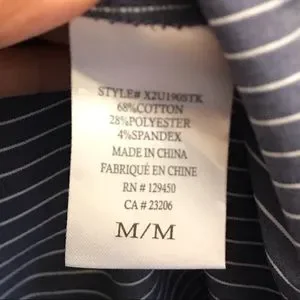 STYLE# X2U190STK
68%COTTON
28%POLYESTER
4%SPANDEX
MADE IN CHINA
FABRIQUÉ EN CHINE
RN # 129450
CA # 23206
M/M